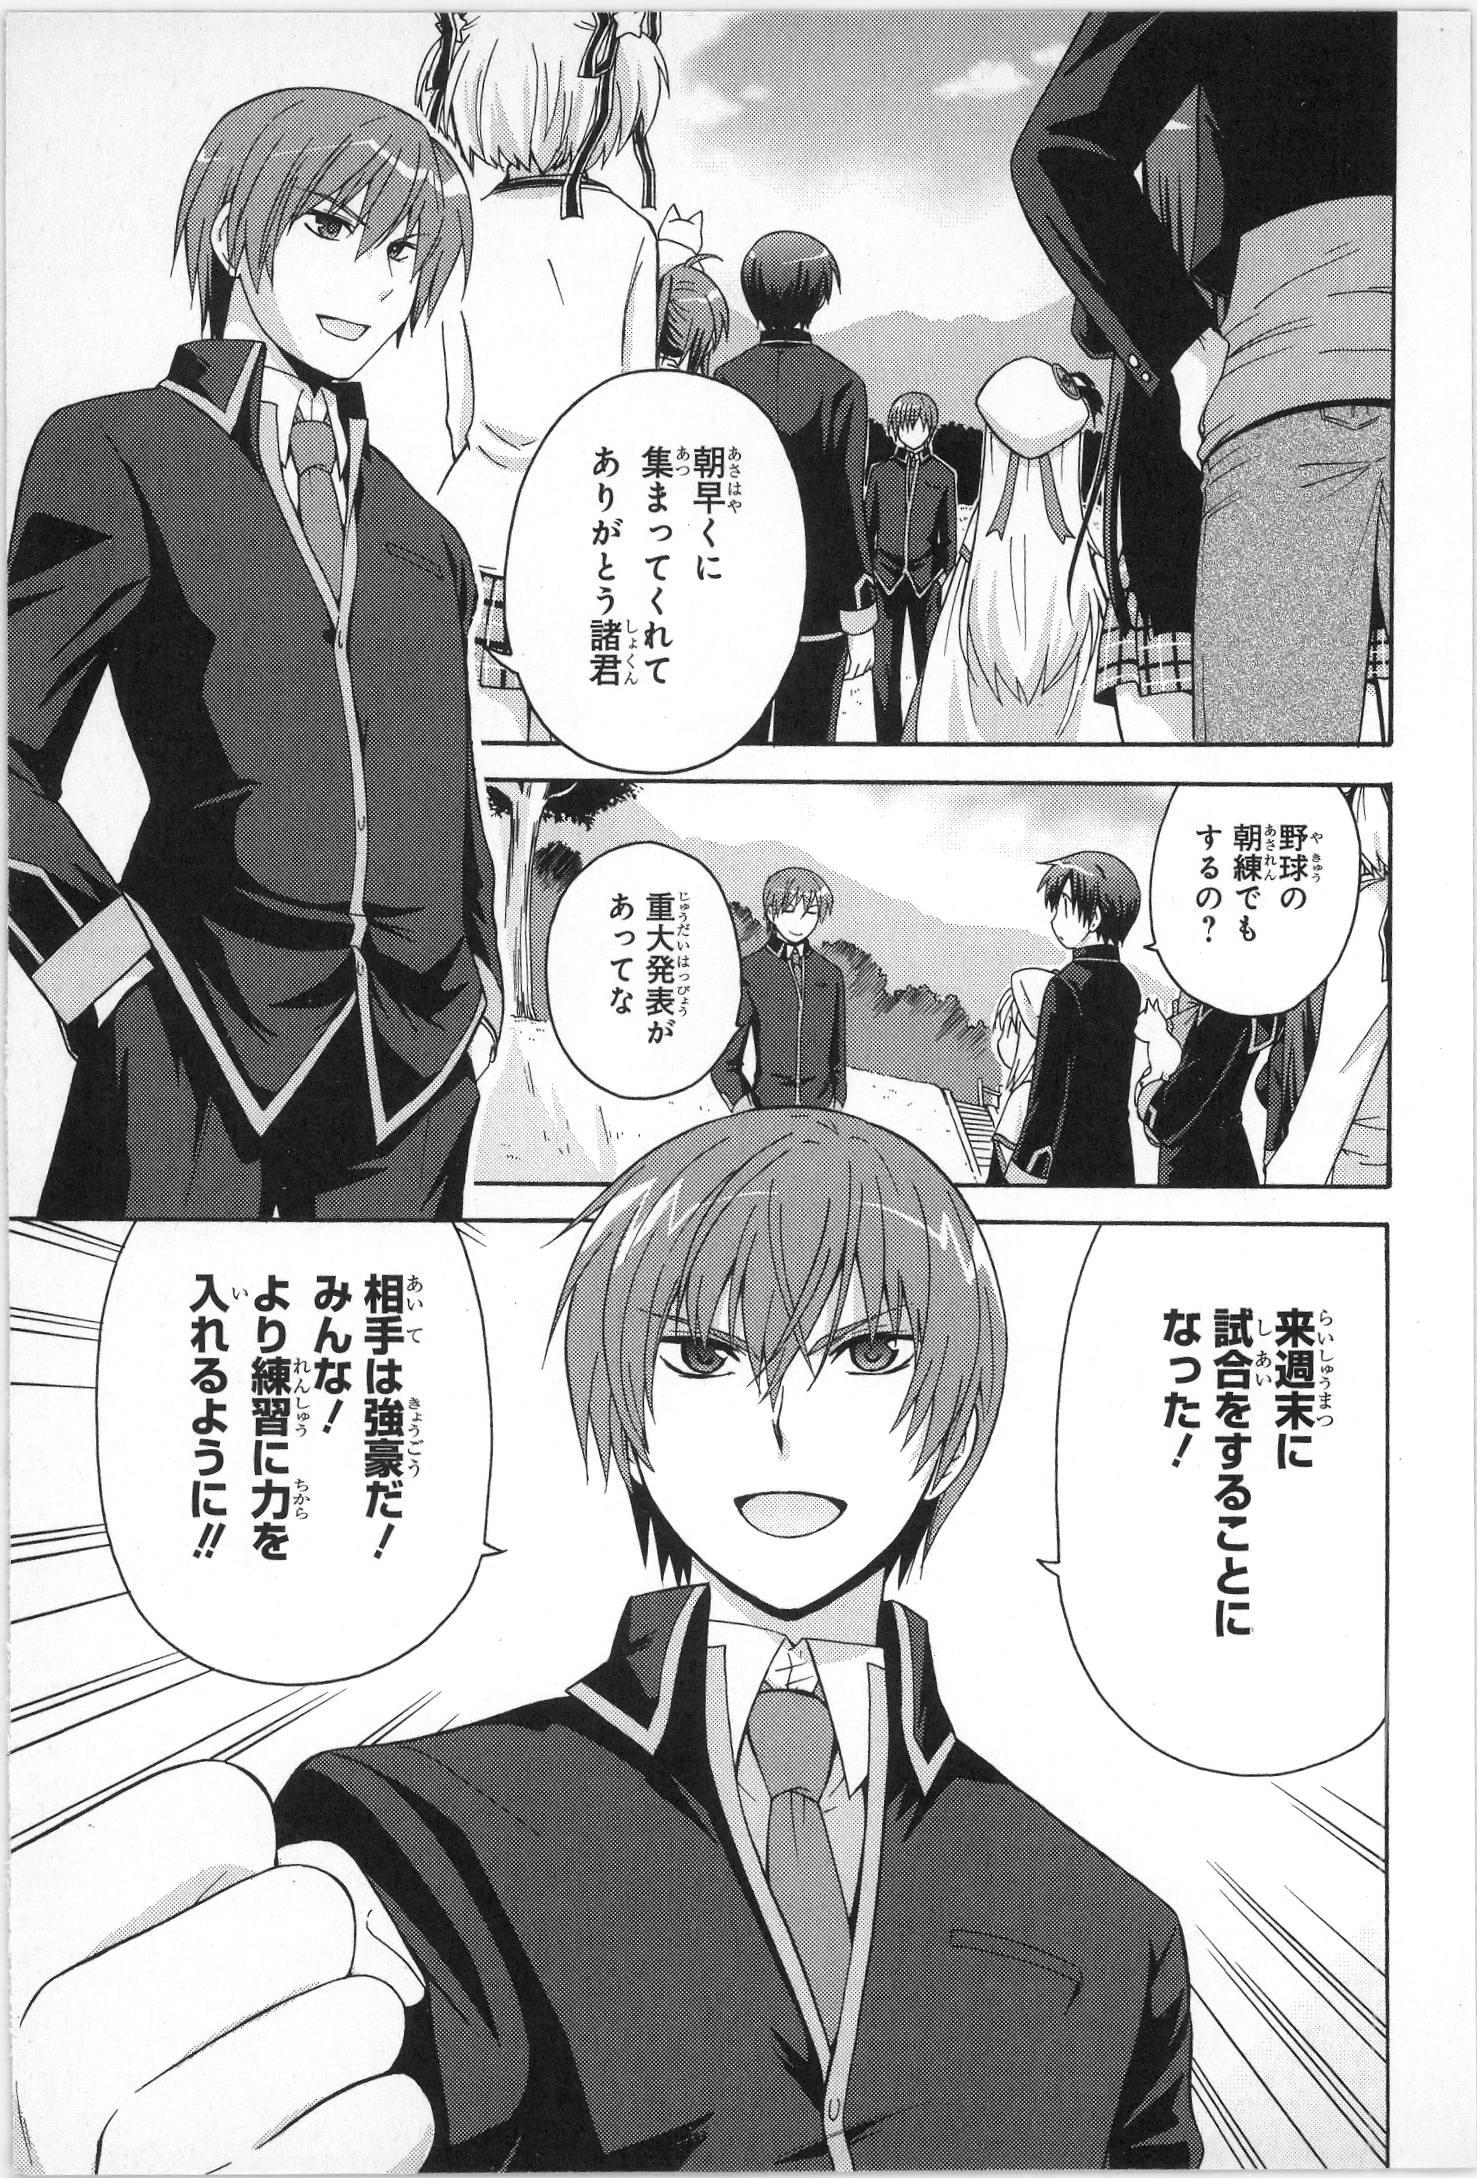 朝早くに
集まってくれて
ありがとう諸君
野球の
朝練でも
するの？
重大発表が
あってな
来週末に
試合をすることに
なった！
相手は強豪だ！
みんな！
より練習に力を
入れるように!!